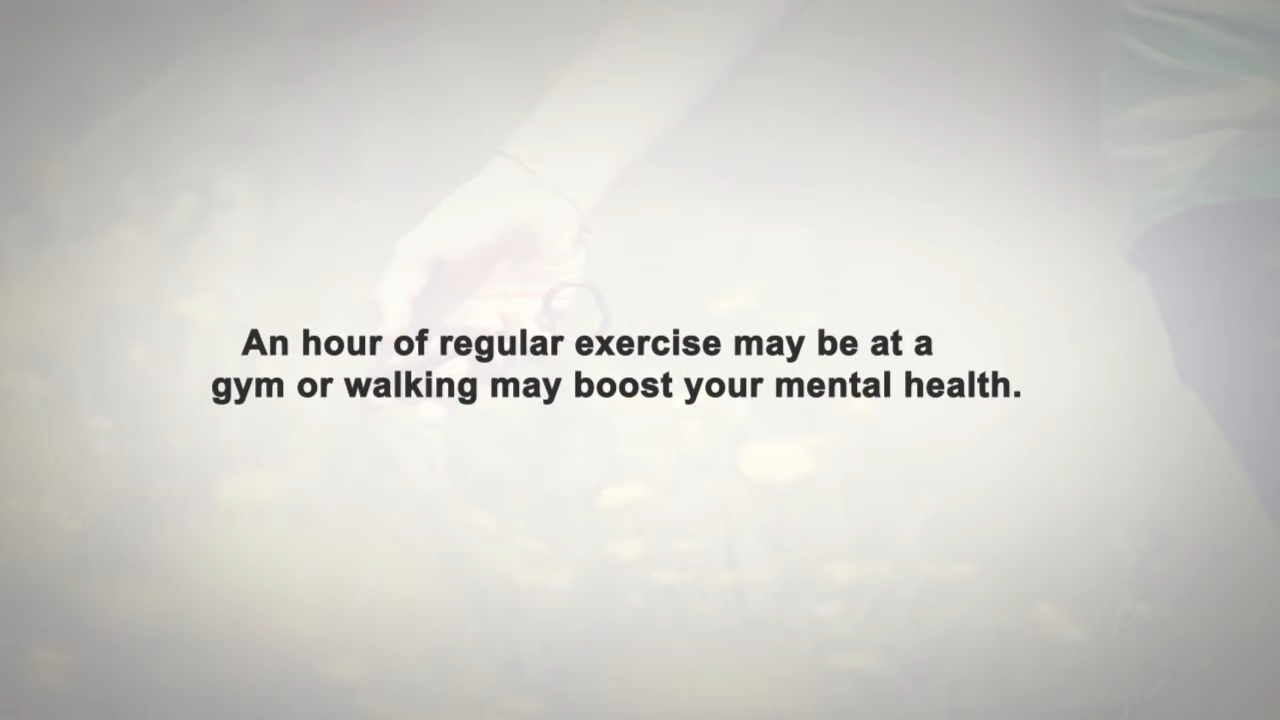 An hour of regular exercise may be at a
gym or walking may boost your mental health.